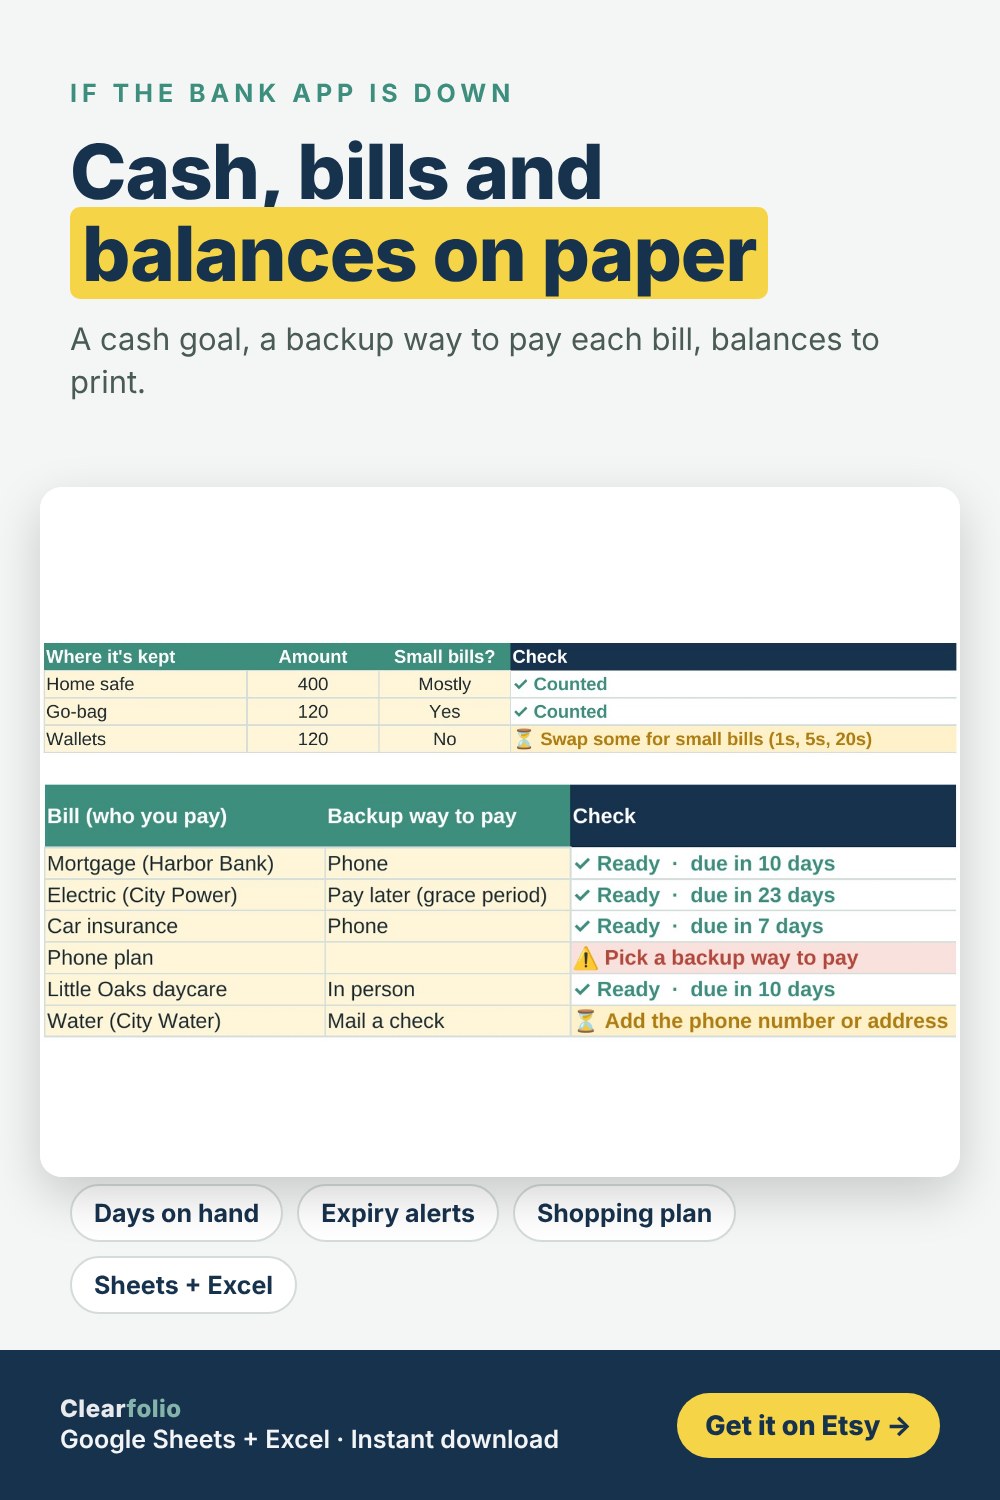 IF THE BANK APP IS DOWN
Cash, bills and
balances on paper
A cash goal, a backup way to pay each bill, balances to
print.
Where it's kept Amount Small bills? Check
Home safe 400 Mostly ✓ Counted
Go-bag 120 Yes ✓ Counted
Wallets 120 No ⏳ Swap some for small bills (1s, 5s, 20s)
Bill (who you pay) Backup way to pay Check
Mortgage (Harbor Bank) Phone ✓ Ready · due in 10 days
Electric (City Power) Pay later (grace period) ✓ Ready · due in 23 days
Car insurance Phone ✓ Ready · due in 7 days
Phone plan ⚠️ Pick a backup way to pay
Little Oaks daycare In person ✓ Ready · due in 10 days
Water (City Water) Mail a check ⏳ Add the phone number or address
Days on hand Expiry alerts Shopping plan
Sheets + Excel
Clearfolio
Google Sheets + Excel · Instant download
Get it on Etsy →